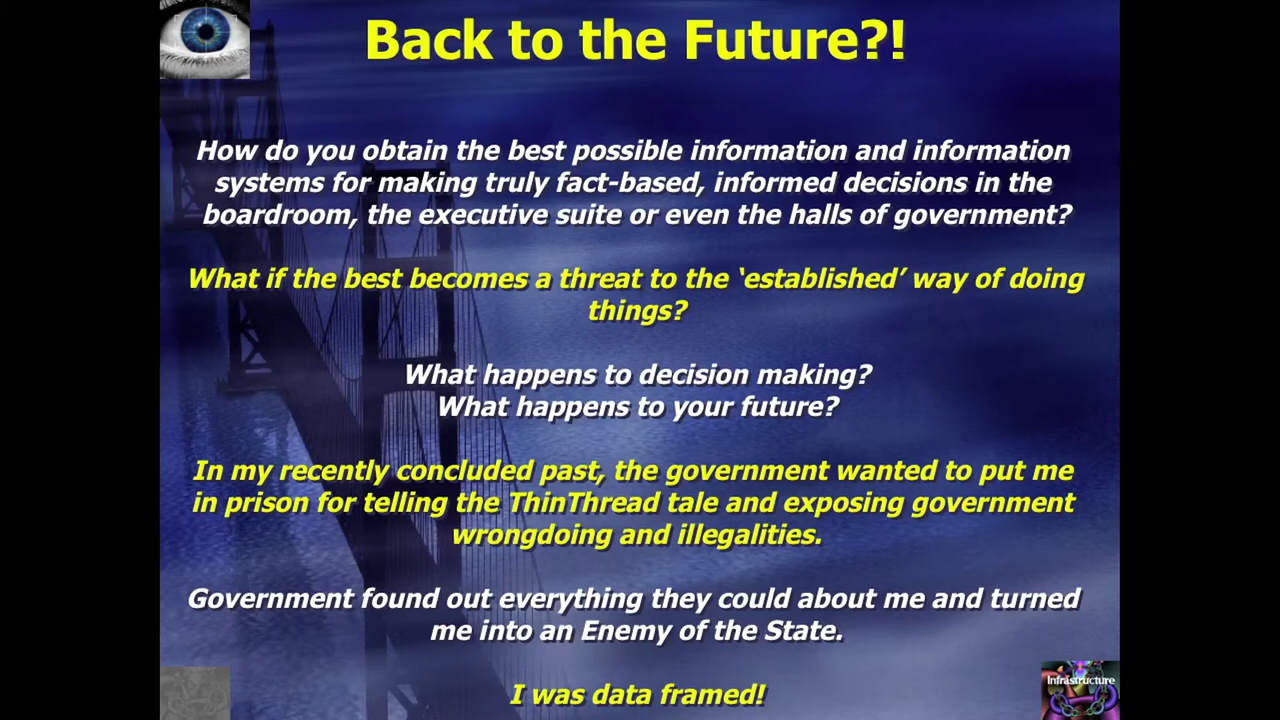 Back to the Future?!
How do you obtain the best possible information and information
systems for making truly fact-based, informed decisions in the
boardroom, the executive suite or even the halls of government?
What if the best becomes a threat to the ‘established’ way of doing
things?
What happens to decision making?
What happens to your future?
In my recently concluded past, the government wanted to put me
in prison for telling the ThinThread tale and exposing government
wrongdoing and illegalities.
Government found out everything they could about me and turned
me into an Enemy of the State.
I was data framed!
Infrastructure